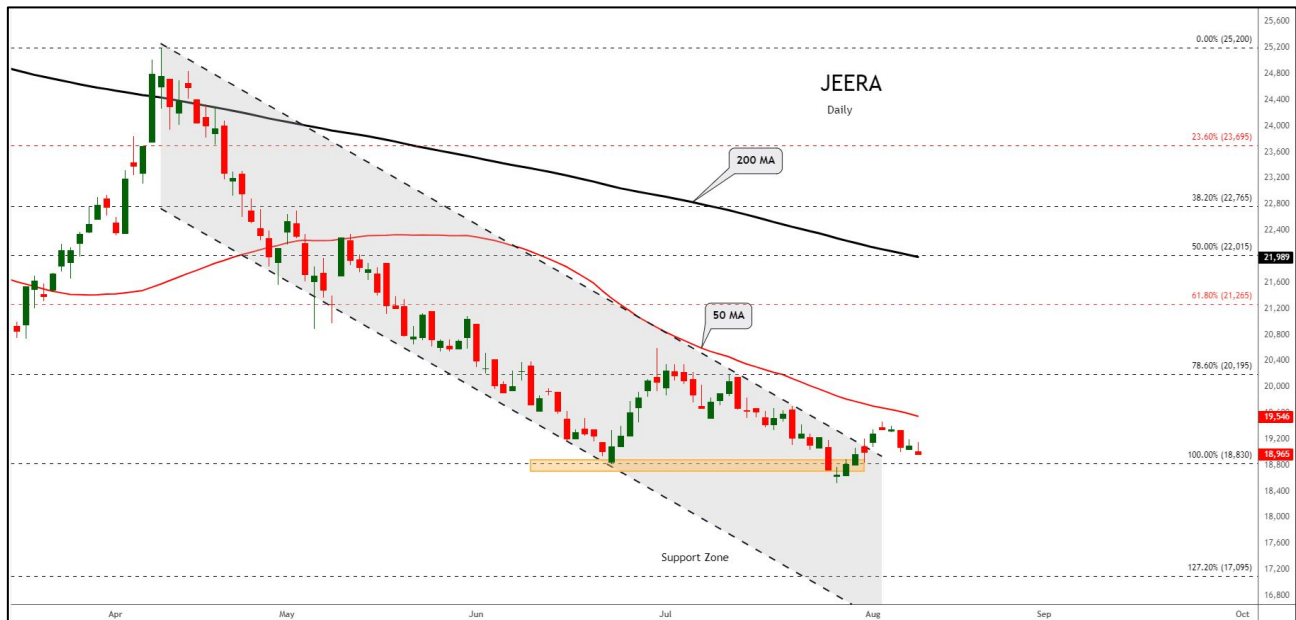 JEERA
Daily
200 MA
50 MA
Support Zone
0.00% (25,200)
23.60% (23,695)
38.20% (22,765)
50.00% (22,015)
61.80% (21,265)
78.60% (20,195)
100.00% (18,830)
127.20% (17,095)
25,600
25,200
24,800
24,400
24,000
23,600
23,200
22,800
22,400
21,989
21,600
21,200
20,800
20,400
20,000
19,546
19,200
18,965
18,800
18,400
18,000
17,600
17,200
16,800
Apr
May
Jun
Jul
Aug
Sep
Oct